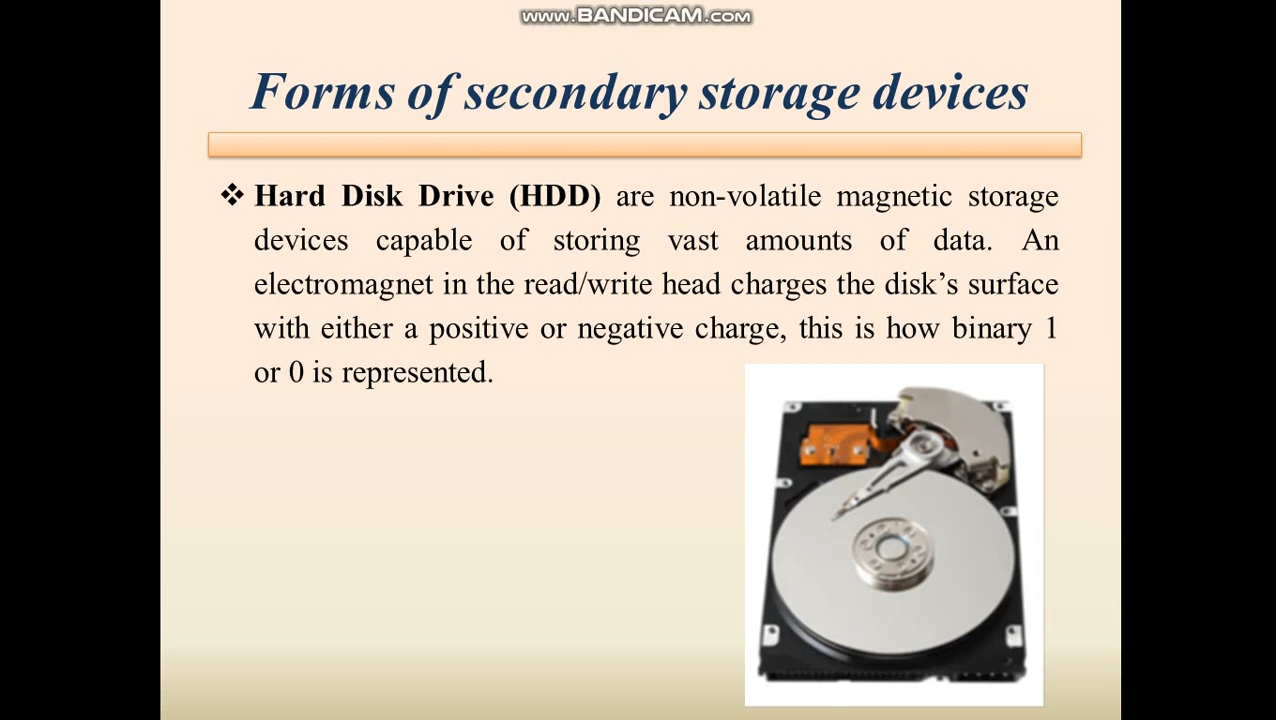 www.BANDICAM.com
Forms of secondary storage devices
❖ Hard Disk Drive (HDD) are non-volatile magnetic storage
devices capable of storing vast amounts of data. An
electromagnet in the read/write head charges the disk’s surface
with either a positive or negative charge, this is how binary 1
or 0 is represented.